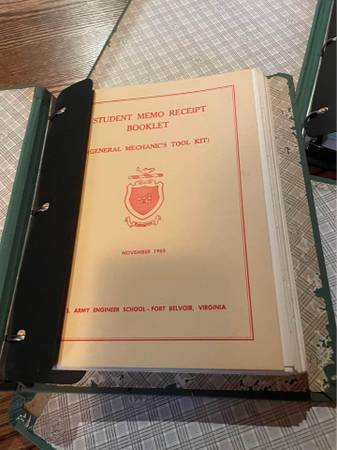 STUDENT MEMO RECEIPT
BOOKLET
(GENERAL MECHANIC'S TOOL KIT)
NOVEMBER 1965
S. ARMY ENGINEER SCHOOL - FORT BELVOIR, VIRGINIA